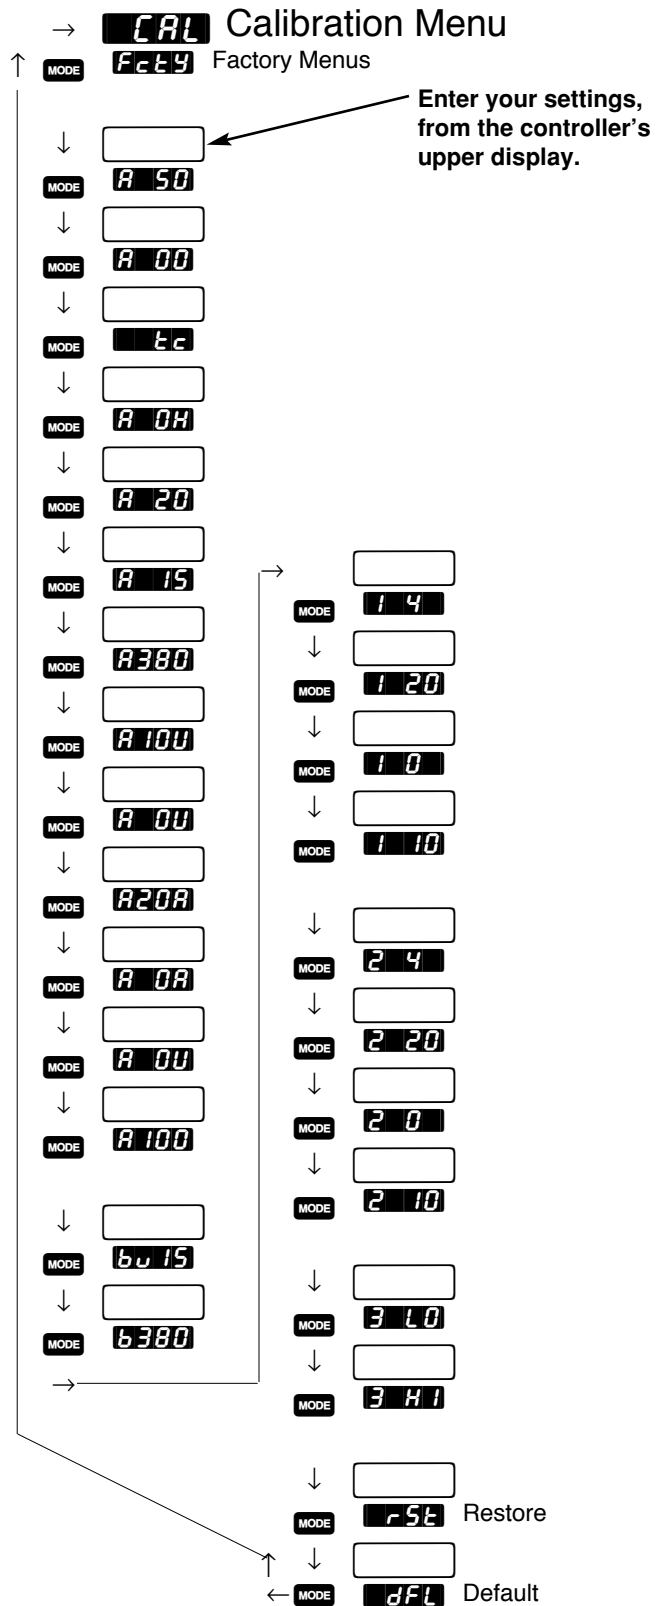 → CAL Calibration Menu
↑ MODE FctY Factory Menus
Enter your settings,
from the controller's
upper display.
↓
MODE A 50
↓
MODE A 00
↓
MODE tc
↓
MODE A 0H
↓
MODE A 20
↓
MODE A 15
↓
MODE A380
↓
MODE A10U
↓
MODE A 0U
↓
MODE A20A
↓
MODE A 0A
↓
MODE A 0U
↓
MODE A100
↓
MODE bu15
↓
MODE b380
→
→
MODE 1 4
↓
MODE 1 20
↓
MODE 1 0
↓
MODE 1 10
↓
MODE 2 4
↓
MODE 2 20
↓
MODE 2 0
↓
MODE 2 10
↓
MODE 3 LO
↓
MODE 3 HI
↓
MODE rSt Restore
↑ ↓
← MODE dFL Default